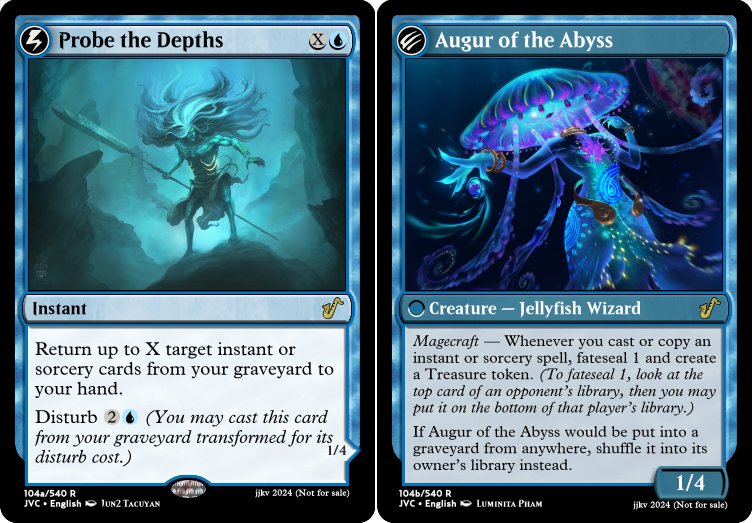 Probe the Depths
X
Instant
Return up to X target instant or
sorcery cards from your graveyard to
your hand.
Disturb 2 (You may cast this card
from your graveyard transformed for its
disturb cost.)
1/4
104a/540 R
JVC • English Jun2 Tacuyan
jjkv 2024 (Not for sale)
Augur of the Abyss
Creature — Jellyfish Wizard
Magecraft — Whenever you cast or copy an
instant or sorcery spell, fateseal 1 and create
a Treasure token. (To fateseal 1, look at the
top card of an opponent's library, then you may
put it on the bottom of that player's library.)
If Augur of the Abyss would be put into a
graveyard from anywhere, shuffle it into its
owner's library instead.
1/4
104b/540 R
JVC • English Luminita Pham
jjkv 2024 (Not for sale)